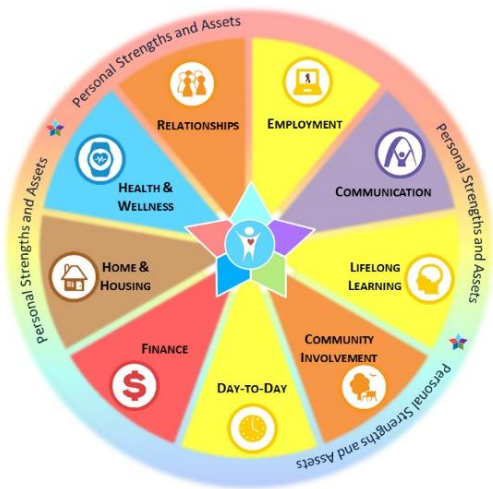 Personal Strengths and Assets
Personal Strengths and Assets
Personal Strengths and Assets
Personal Strengths and Assets
RELATIONSHIPS
EMPLOYMENT
COMMUNICATION
LIFELONG
LEARNING
COMMUNITY
INVOLVEMENT
DAY-TO-DAY
FINANCE
$
HOME &
HOUSING
HEALTH &
WELLNESS